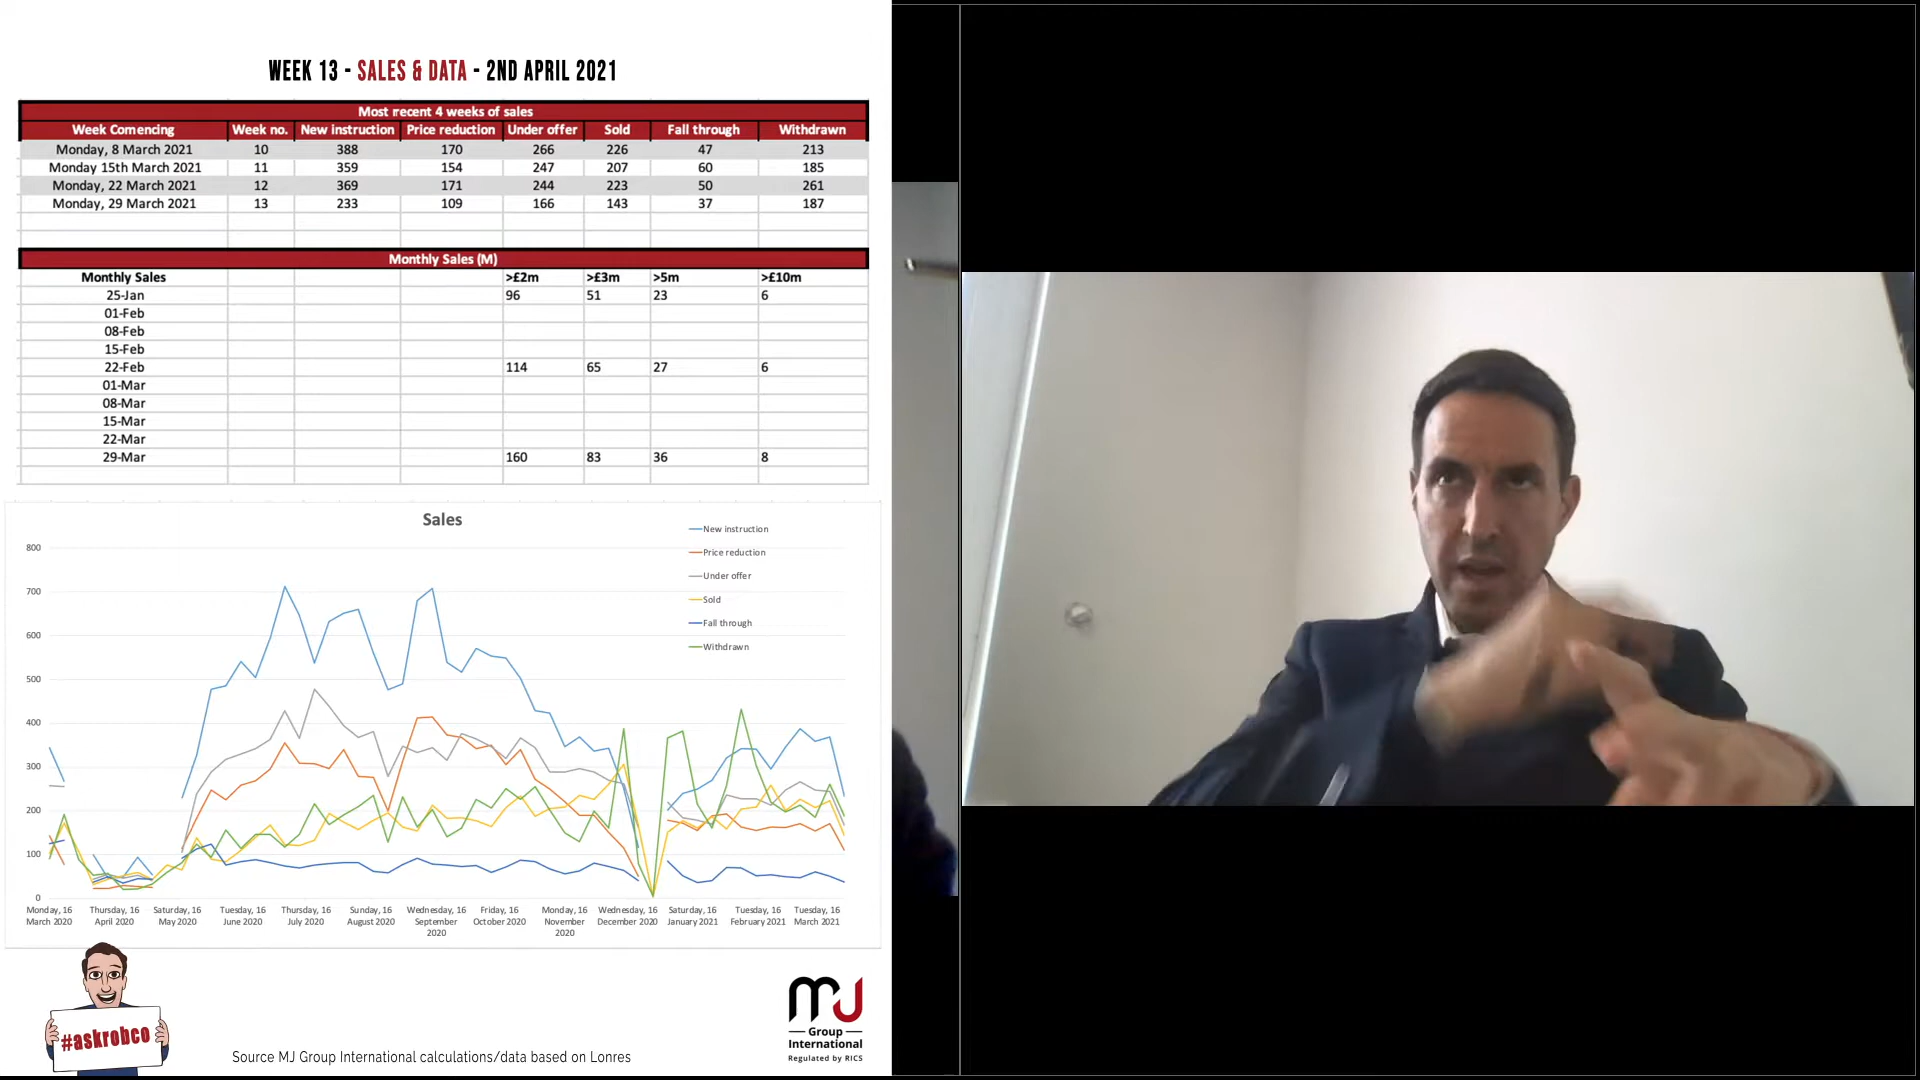 WEEK 13 - SALES & DATA - 2ND APRIL 2021
Most recent 4 weeks of sales
Week Comencing Week no. New instruction Price reduction Under offer Sold Fall through Withdrawn
Monday, 8 March 2021 10 388 170 266 226 47 213
Monday 15th March 2021 11 359 154 247 207 60 185
Monday, 22 March 2021 12 369 171 244 223 50 261
Monday, 29 March 2021 13 233 109 166 143 37 187
Monthly Sales (M)
Monthly Sales >£2m >£3m >5m >£10m
25-Jan 96 51 23 6
01-Feb
08-Feb
15-Feb
22-Feb 114 65 27 6
01-Mar
08-Mar
15-Mar
22-Mar
29-Mar 160 83 36 8
Sales
New instruction
Price reduction
Under offer
Sold
Fall through
Withdrawn
800
700
600
500
400
300
200
100
0
Monday, 16 Thursday, 16 Saturday, 16 Tuesday, 16 Thursday, 16 Sunday, 16 Wednesday, 16 Friday, 16 Monday, 16 Wednesday, 16 Saturday, 16 Tuesday, 16 Tuesday, 16
March 2020 April 2020 May 2020 June 2020 July 2020 August 2020 September October 2020 November December 2020 January 2021 February 2021 March 2021
2020 2020
#askrobco
MJ
Group
International
Regulated by RICS
Source MJ Group International calculations/data based on Lonres